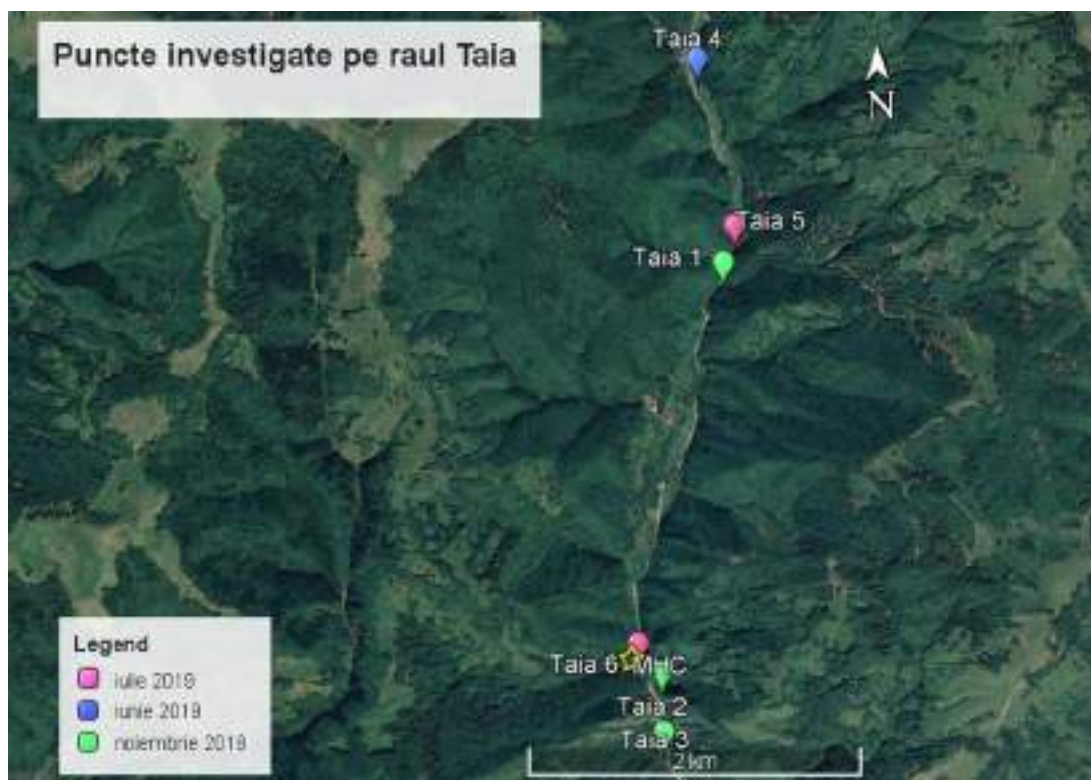 Puncte investigate pe raul Taia
Taia 4
N
Taia 5
Taia 1
Taia 6 MHC
Taia 2
Taia 3
2 km
Legend
iulie 2019
iunie 2019
noiembrie 2019